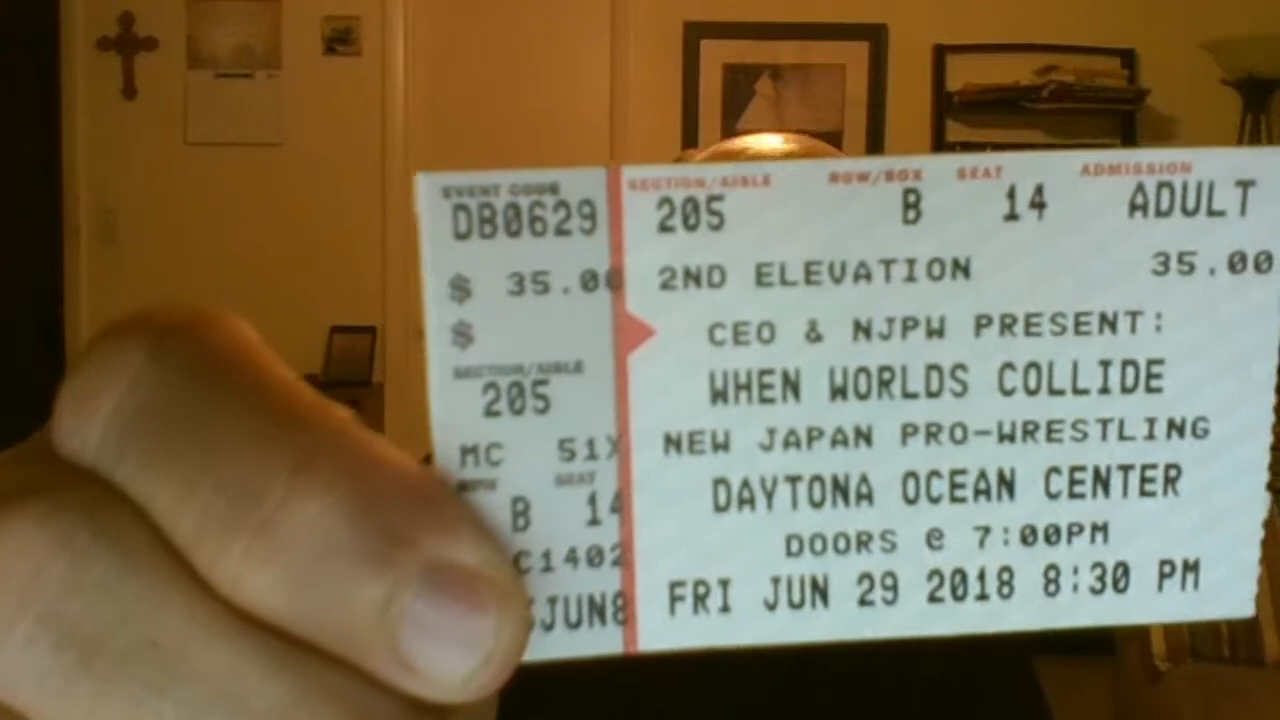 EVENT CODE
DB0629
$ 35.00
$
SECTION/AISLE
205
MC 51X
ROW SEAT
B 14
C1402
JUN8
SECTION/AISLE ROW/BOX SEAT ADMISSION
205 B 14 ADULT
2ND ELEVATION 35.00
CEO & NJPW PRESENT:
WHEN WORLDS COLLIDE
NEW JAPAN PRO-WRESTLING
DAYTONA OCEAN CENTER
DOORS @ 7:00PM
FRI JUN 29 2018 8:30 PM